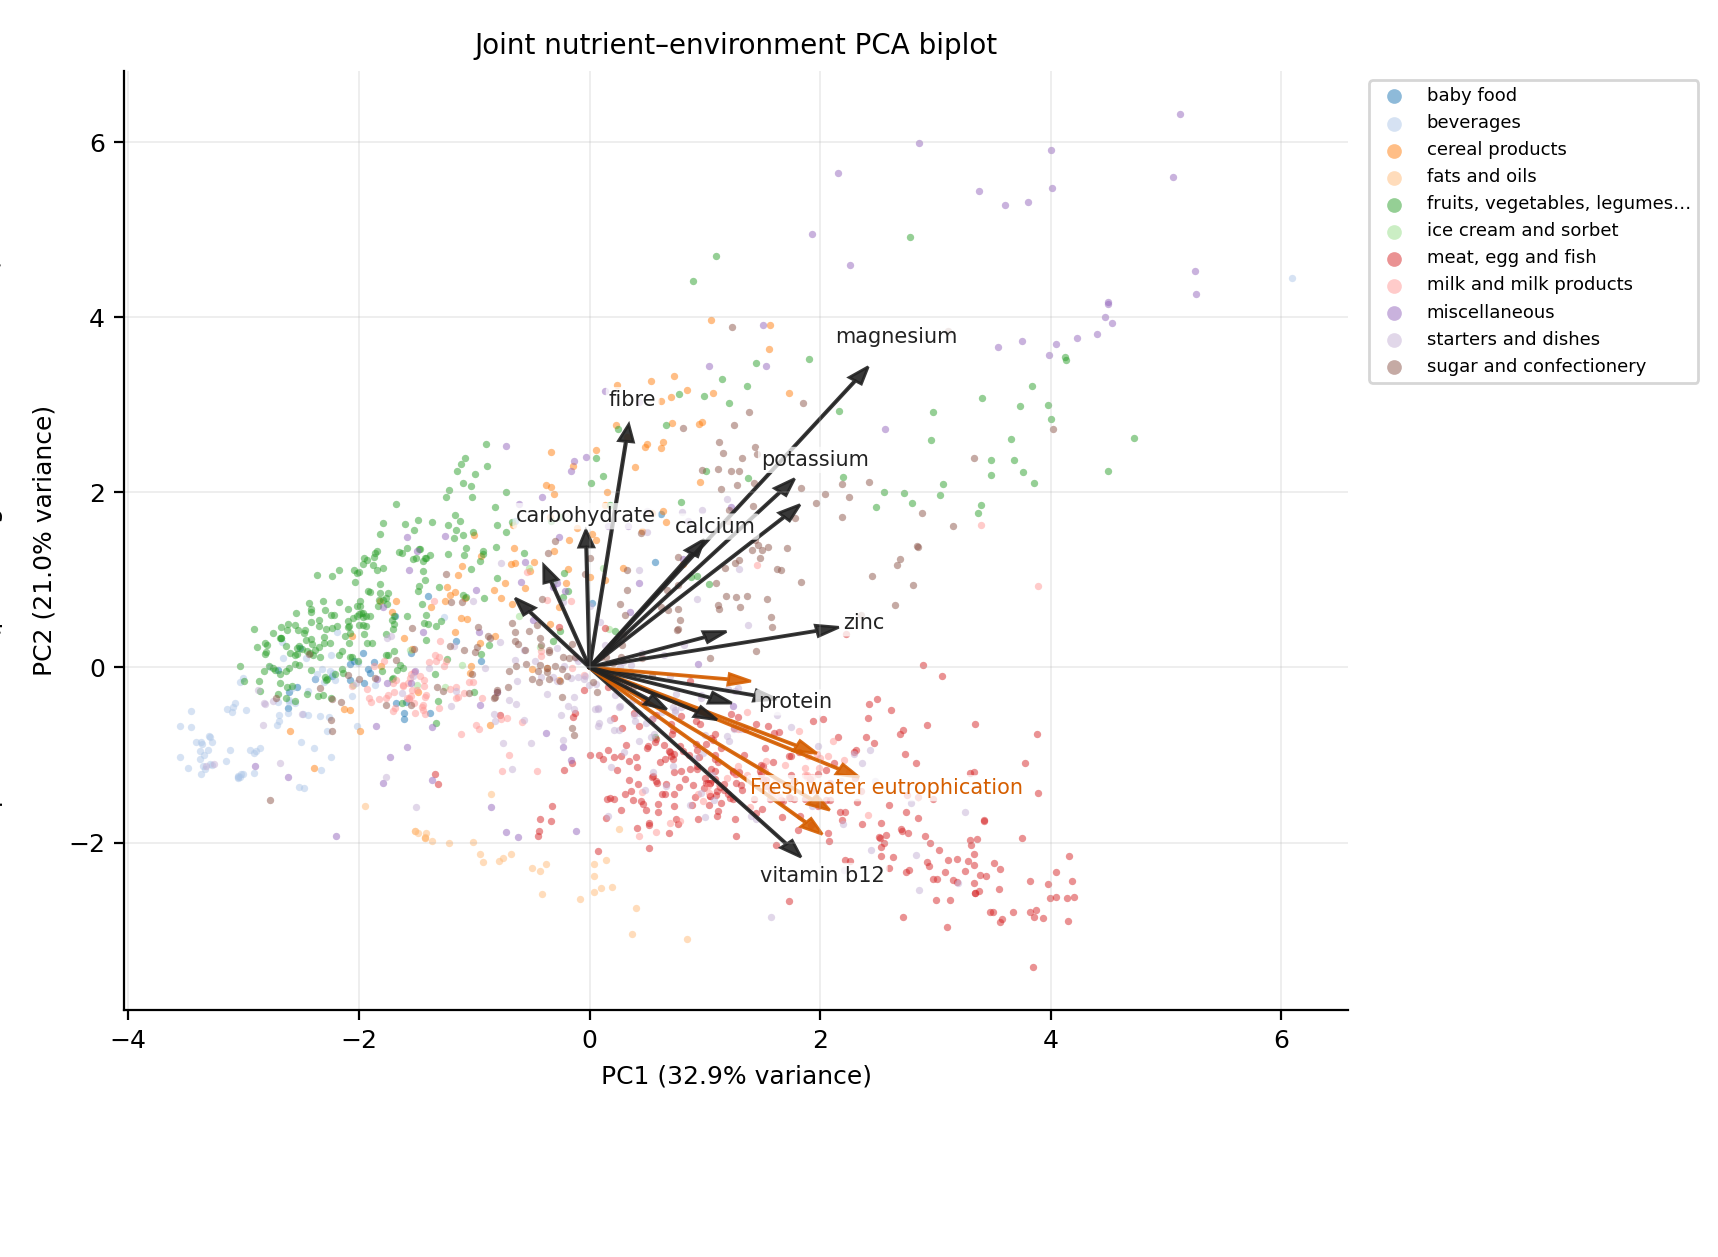 Joint nutrient–environment PCA biplot
PC2 (21.0% variance)
6
4
2
0
−2
−4
−2
0
2
4
6
PC1 (32.9% variance)
magnesium
fibre
potassium
carbohydrate
calcium
zinc
protein
Freshwater eutrophication
vitamin b12
baby food
beverages
cereal products
fats and oils
fruits, vegetables, legumes...
ice cream and sorbet
meat, egg and fish
milk and milk products
miscellaneous
starters and dishes
sugar and confectionery